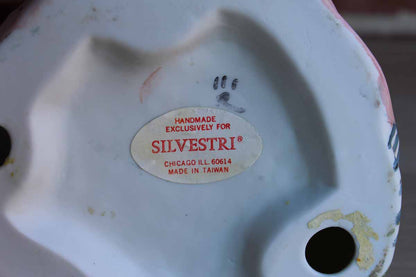 HANDMADE
EXCLUSIVELY FOR
SILVESTRI®
CHICAGO ILL. 60614
MADE IN TAIWAN